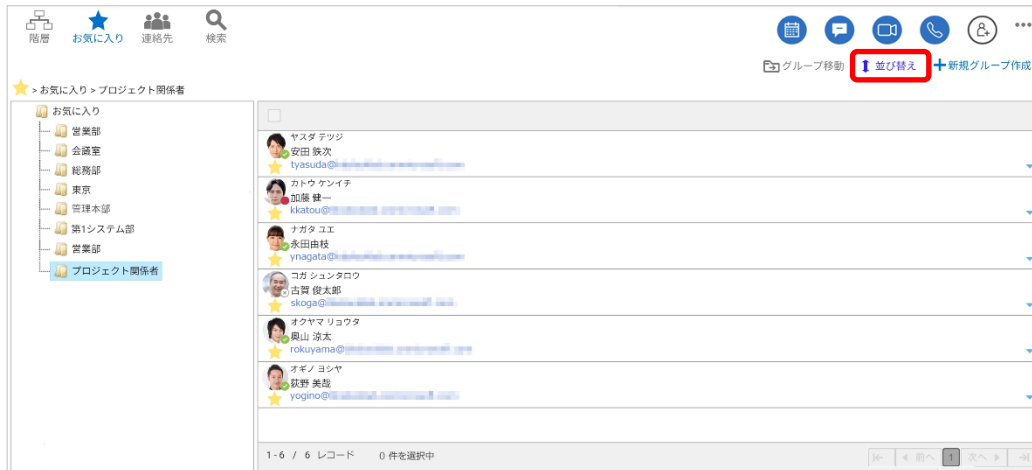 階層
お気に入り
連絡先
検索
グループ移動
並び替え
新規グループ作成
> お気に入り > プロジェクト関係者
お気に入り
営業部
会議室
総務部
東京
管理本部
第1システム部
営業部
プロジェクト関係者
ヤスダ テツジ
安田 鉄次
tyasuda@
カトウ ケンイチ
加藤 健一
kkatou@
ナガタ ユエ
永田由枝
ynagata@
コガ シュンタロウ
古賀 俊太郎
skoga@
オクヤマ リョウタ
奥山 涼太
rokuyama@
オギノ ヨシヤ
荻野 美哉
yogino@
1-6 / 6 レコード 0 件を選択中
前へ 1 次へ